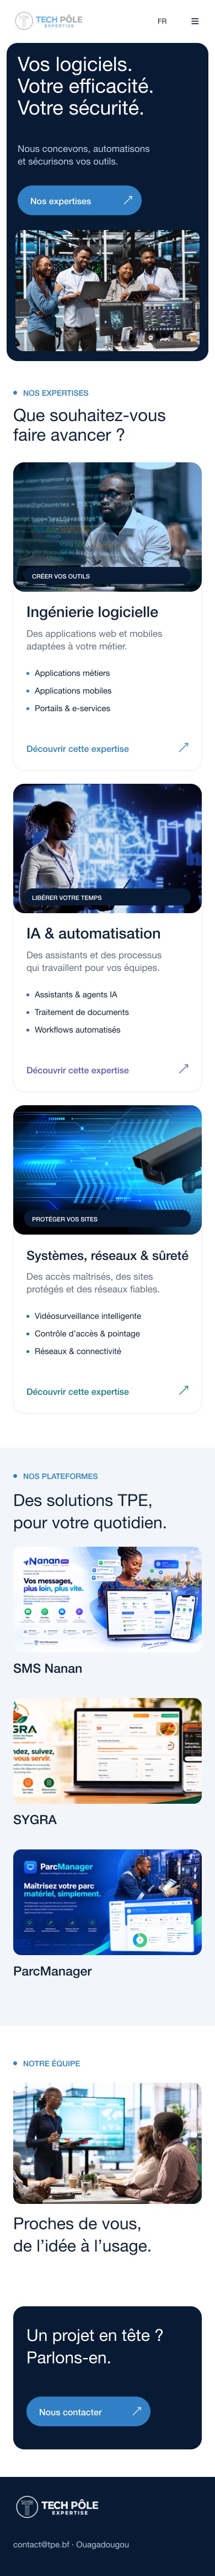 TECH PÔLE
EXPERTISE
FR
Vos logiciels.
Votre efficacité.
Votre sécurité.
Nous concevons, automatisons
et sécurisons vos outils.
Nos expertises
NOS EXPERTISES
Que souhaitez-vous
faire avancer ?
CRÉER VOS OUTILS
Ingénierie logicielle
Des applications web et mobiles
adaptées à votre métier.
Applications métiers
Applications mobiles
Portails & e-services
Découvrir cette expertise
LIBÉRER VOTRE TEMPS
IA & automatisation
Des assistants et des processus
qui travaillent pour vos équipes.
Assistants & agents IA
Traitement de documents
Workflows automatisés
Découvrir cette expertise
PROTÉGER VOS SITES
Systèmes, réseaux & sûreté
Des accès maîtrisés, des sites
protégés et des réseaux fiables.
Vidéosurveillance intelligente
Contrôle d’accès & pointage
Réseaux & connectivité
Découvrir cette expertise
NOS PLATEFORMES
Des solutions TPE,
pour votre quotidien.
Nanan
Vos messages,
plus loin, plus vite.
SMS Nanan
GRA
ndez, suivez,
vous servir.
SYGRA
ParcManager
Maîtrisez votre parc
matériel, simplement.
ParcManager
NOTRE ÉQUIPE
Proches de vous,
de l’idée à l’usage.
Un projet en tête ?
Parlons-en.
Nous contacter
TECH PÔLE
EXPERTISE
contact@tpe.bf · Ouagadougou